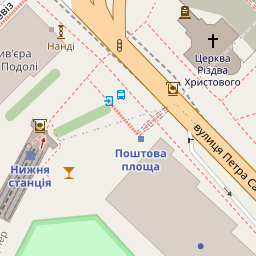 Нанді
Подолі
Церква
Різдва
Христового
Поштова
площа
Нижня
станція
вулиця Петра Са